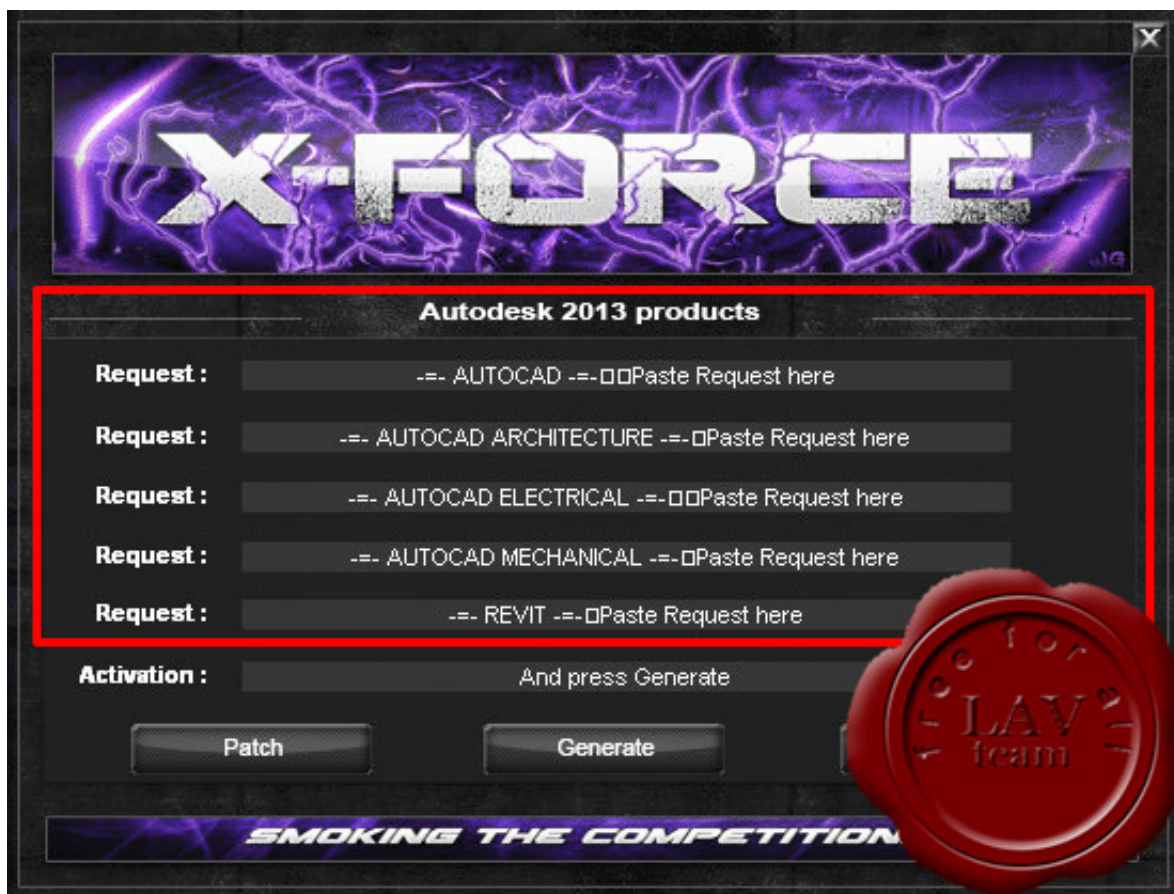 X
X-FORCE
JG
Autodesk 2013 products
Request : -=- AUTOCAD -=-□□Paste Request here
Request : -=- AUTOCAD ARCHITECTURE -=-□Paste Request here
Request : -=- AUTOCAD ELECTRICAL -=-□□Paste Request here
Request : -=- AUTOCAD MECHANICAL -=-□Paste Request here
Request : -=- REVIT -=-□Paste Request here
Activation : And press Generate
Patch Generate
SMOKING THE COMPETITION
free for all
LAV
team